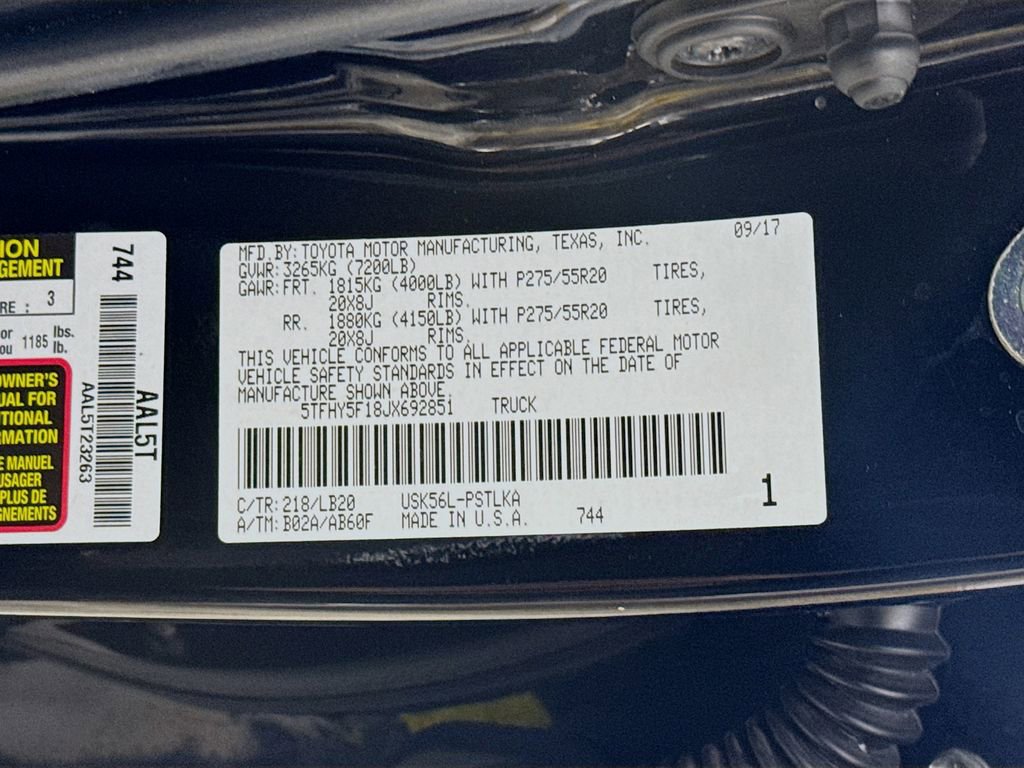 ION
GEMENT
RE : 3
or
ou 1185 lbs.
lb.
OWNER'S
UAL FOR
ITIONAL
RMATION
E MANUEL
USAGER
PLUS DE
GNEMENTS
744
AAL5T
AAL5T23263
MFD.BY:TOYOTA MOTOR MANUFACTURING, TEXAS, INC. 09/17
GVWR:3265KG (7200LB)
GAWR:FRT. 1815KG (4000LB) WITH P275/55R20 TIRES,
20X8J RIMS.
RR. 1880KG (4150LB) WITH P275/55R20 TIRES,
20X8J RIMS.
THIS VEHICLE CONFORMS TO ALL APPLICABLE FEDERAL MOTOR
VEHICLE SAFETY STANDARDS IN EFFECT ON THE DATE OF
MANUFACTURE SHOWN ABOVE.
5TFHY5F18JX692851 TRUCK
C/TR:218/LB20 USK56L-PSTLKA
A/TM:B02A/AB60F MADE IN U.S.A. 744
1